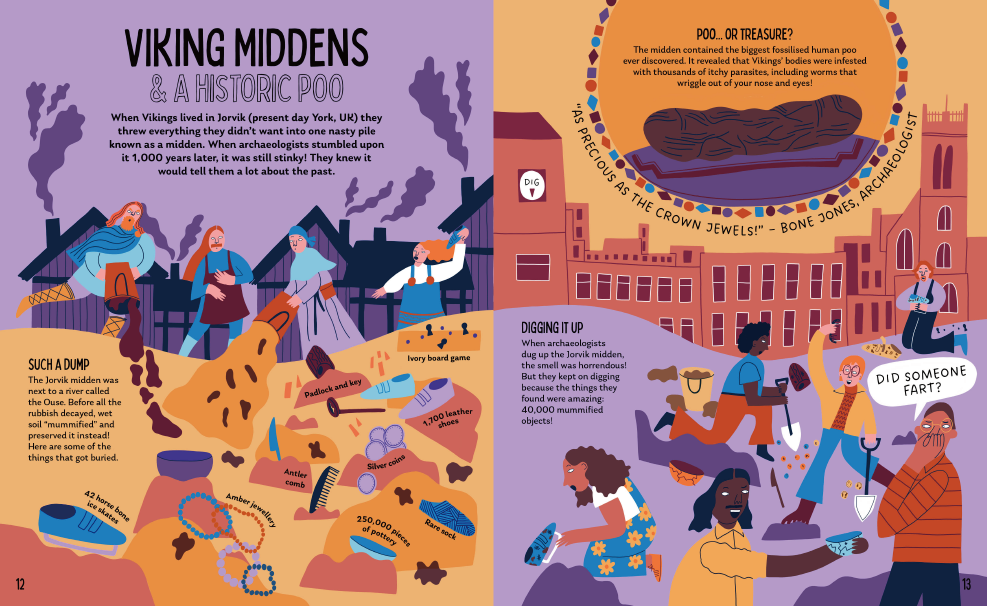 VIKING MIDDENS
& A HISTORIC POO
When Vikings lived in Jorvik (present day York, UK) they
threw everything they didn't want into one nasty pile
known as a midden. When archaeologists stumbled upon
it 1,000 years later, it was still stinky! They knew it
would tell them a lot about the past.
SUCH A DUMP
The Jorvik midden was
next to a river called
the Ouse. Before all the
rubbish decayed, wet
soil "mummified" and
preserved it instead!
Here are some of the
things that got buried.
Ivory board game
Padlock and key
1,700 leather
shoes
Silver coins
Antler
comb
Amber jewellery
42 horse bone
ice skates
250,000 pieces
of pottery
Rare sock
12
POO... OR TREASURE?
The midden contained the biggest fossilised human poo
ever discovered. It revealed that Vikings' bodies were infested
with thousands of itchy parasites, including worms that
wriggle out of your nose and eyes!
"AS PRECIOUS AS THE CROWN JEWELS!" – BONE JONES, ARCHAEOLOGIST
DIG
DIGGING IT UP
When archaeologists
dug up the Jorvik midden,
the smell was horrendous!
But they kept on digging
because the things they
found were amazing:
40,000 mummified
objects!
DID SOMEONE
FART?
13